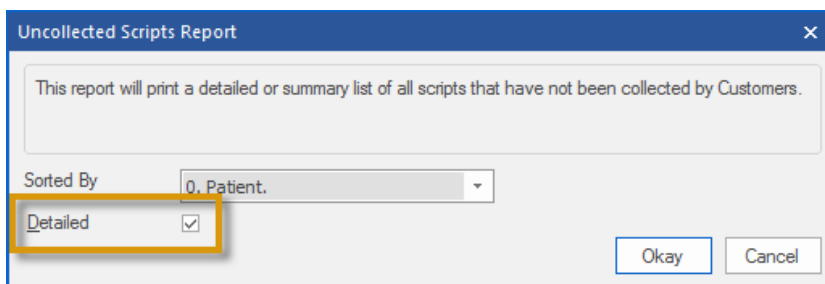 Uncollected Scripts Report
This report will print a detailed or summary list of all scripts that have not been collected by Customers.
Sorted By 0. Patient.
Detailed
Okay Cancel